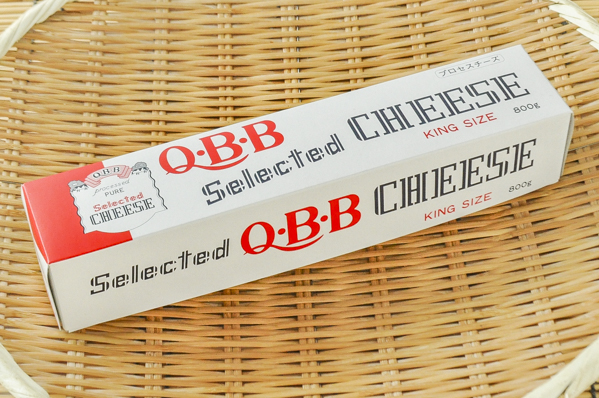 プロセスチーズ
Q·B·B
Selected CHEESE
KING SIZE 800g
Q.B.B
processed
PURE
Selected
CHEESE
Selected Q·B·B CHEESE
KING SIZE 800g